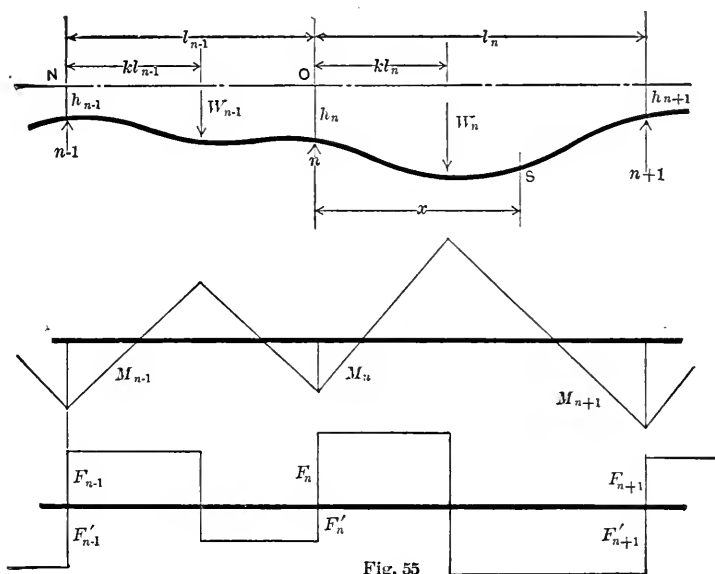 l_{n-1} l_n
N kl_{n-1} O kl_n
h_{n-1} W_{n-1} h_n W_n h_{n+1}
n-1 n S n+1
x
M_{n-1} M_n M_{n+1}
F_{n-1} F_n F_{n+1}
F'_{n-1} F'_n F'_{n+1}
Fig. 55